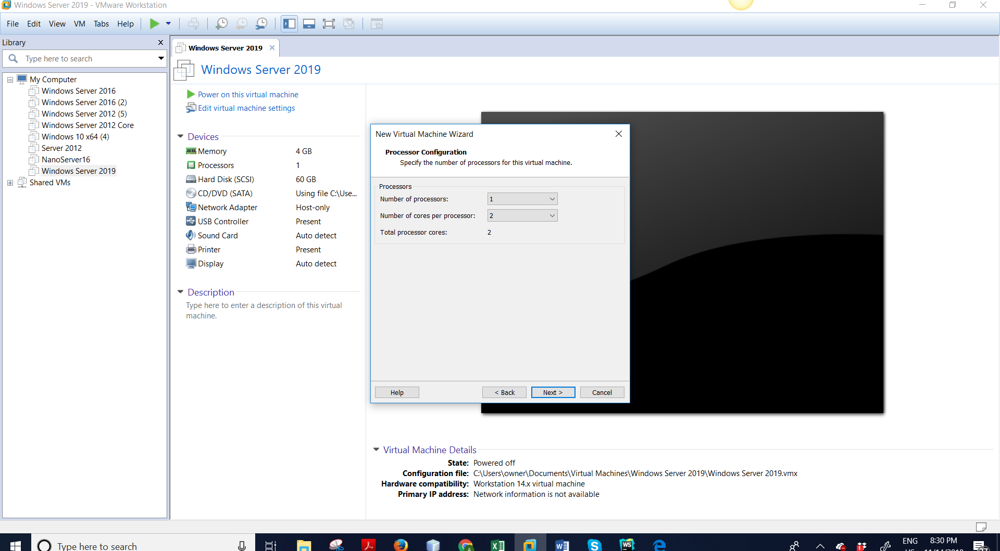 Windows Server 2019 - VMware Workstation
File Edit View VM Tabs Help
Library
Type here to search
My Computer
Windows Server 2016
Windows Server 2016 (2)
Windows Server 2012 (5)
Windows Server 2012 Core
Windows 10 x64 (4)
Server 2012
NanoServer16
Windows Server 2019
Shared VMs
Windows Server 2019
Windows Server 2019
Power on this virtual machine
Edit virtual machine settings
Devices
Memory 4 GB
Processors 1
Hard Disk (SCSI) 60 GB
CD/DVD (SATA) Using file C:\Use...
Network Adapter Host-only
USB Controller Present
Sound Card Auto detect
Printer Present
Display Auto detect
Description
Type here to enter a description of this virtual
machine.
New Virtual Machine Wizard
Processor Configuration
Specify the number of processors for this virtual machine.
Processors
Number of processors: 1
Number of cores per processor: 2
Total processor cores: 2
Help < Back Next > Cancel
Virtual Machine Details
State: Powered off
Configuration file: C:\Users\owner\Documents\Virtual Machines\Windows Server 2019\Windows Server 2019.vmx
Hardware compatibility: Workstation 14.x virtual machine
Primary IP address: Network information is not available
Type here to search
WS
ENG 8:30 PM